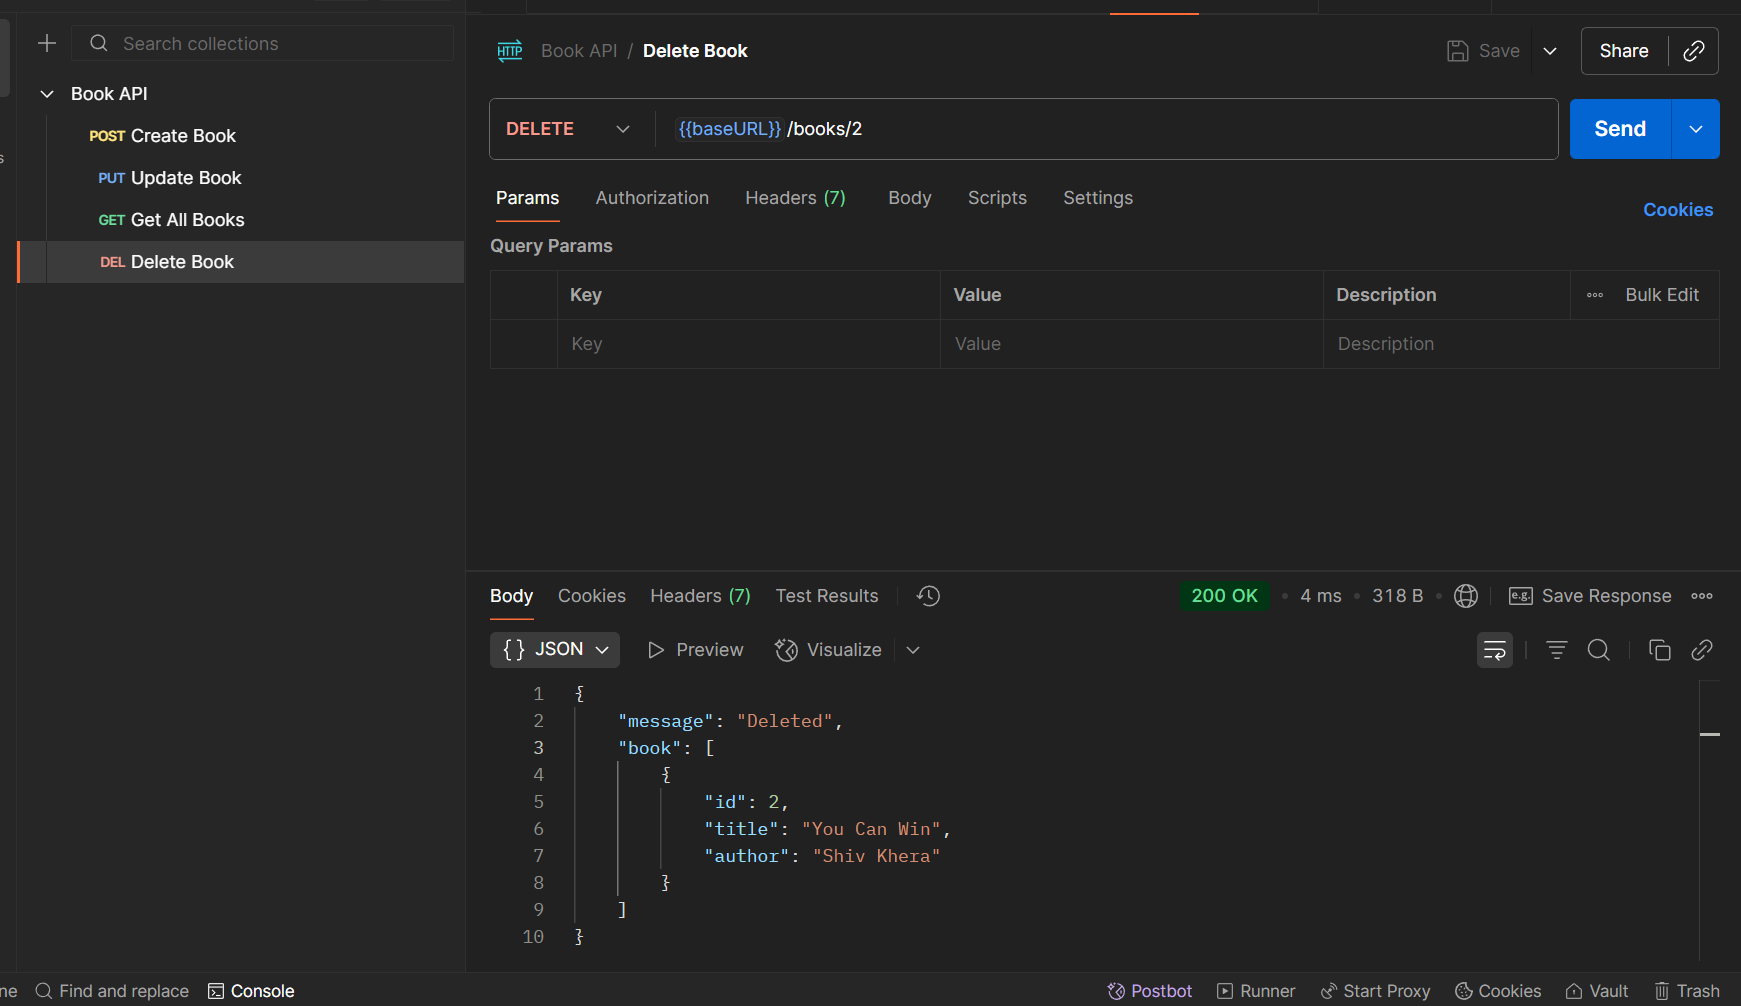 Search collections
Book API
POST Create Book
PUT Update Book
GET Get All Books
DEL Delete Book
HTTP Book API / Delete Book
Save
Share
DELETE {{baseURL}} /books/2
Send
Params Authorization Headers (7) Body Scripts Settings
Cookies
Query Params
Key Value Description Bulk Edit
Key Value Description
Body Cookies Headers (7) Test Results
200 OK • 4 ms • 318 B • e.g. Save Response
{} JSON Preview Visualize
1 {
2 "message": "Deleted",
3 "book": [
4 {
5 "id": 2,
6 "title": "You Can Win",
7 "author": "Shiv Khera"
8 }
9 ]
10 }
Find and replace Console
Postbot Runner Start Proxy Cookies Vault Trash